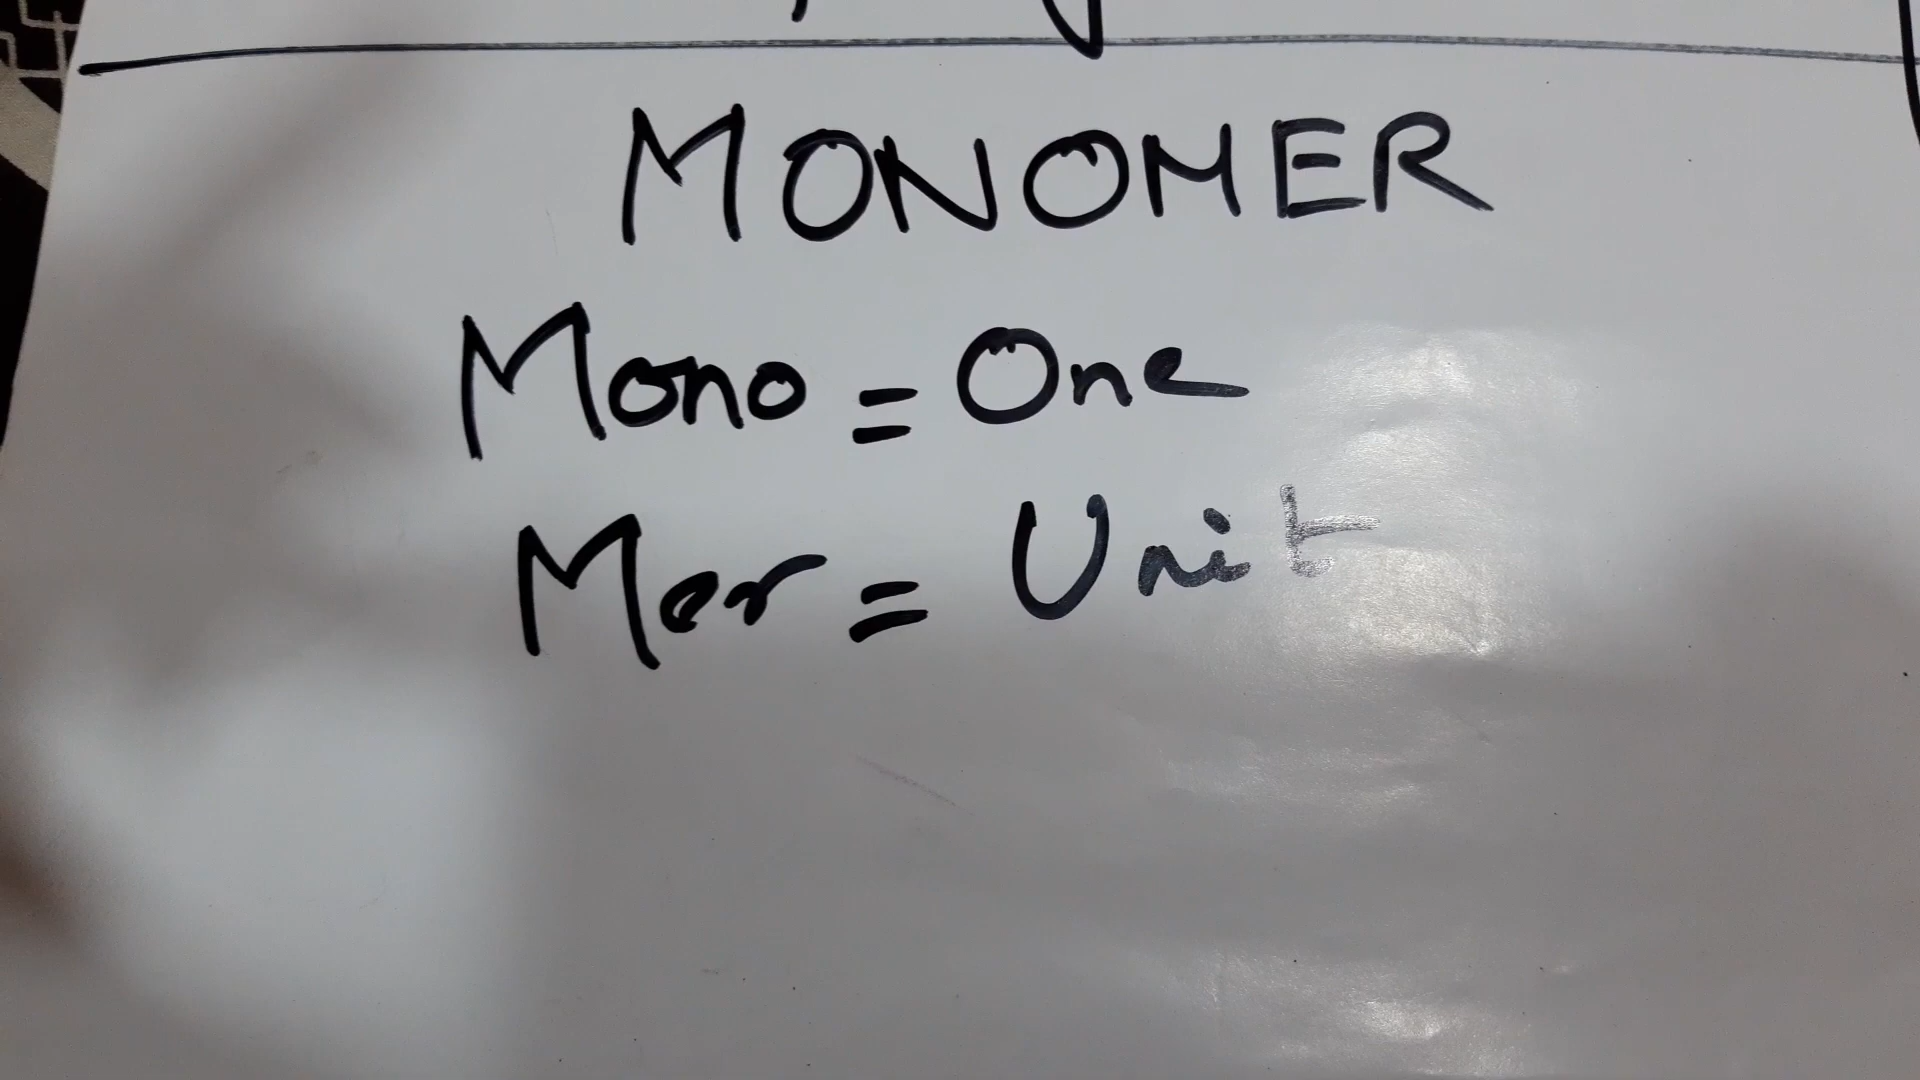 MONOMER
Mono = One
Mer = Unit